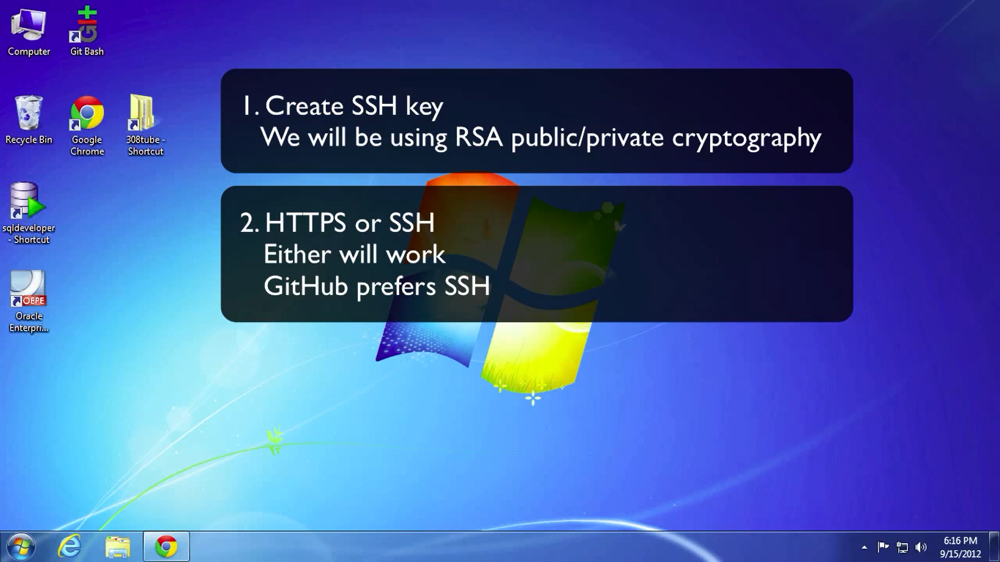 Computer
Git Bash
Recycle Bin
Google
Chrome
308tube -
Shortcut
sqldeveloper
- Shortcut
OEPE
Oracle
Enterpri...
1. Create SSH key
We will be using RSA public/private cryptography
2. HTTPS or SSH
Either will work
GitHub prefers SSH
6:16 PM
9/15/2012